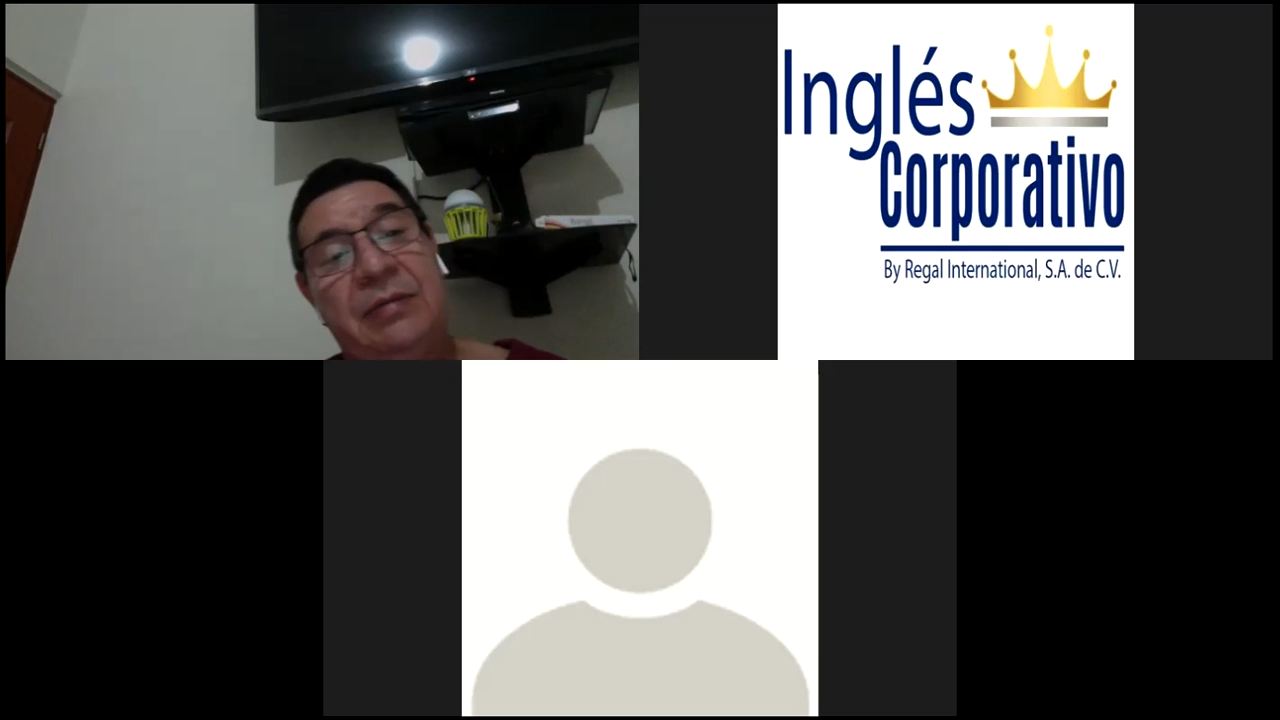 Inglés
Corporativo
By Regal International, S.A. de C.V.